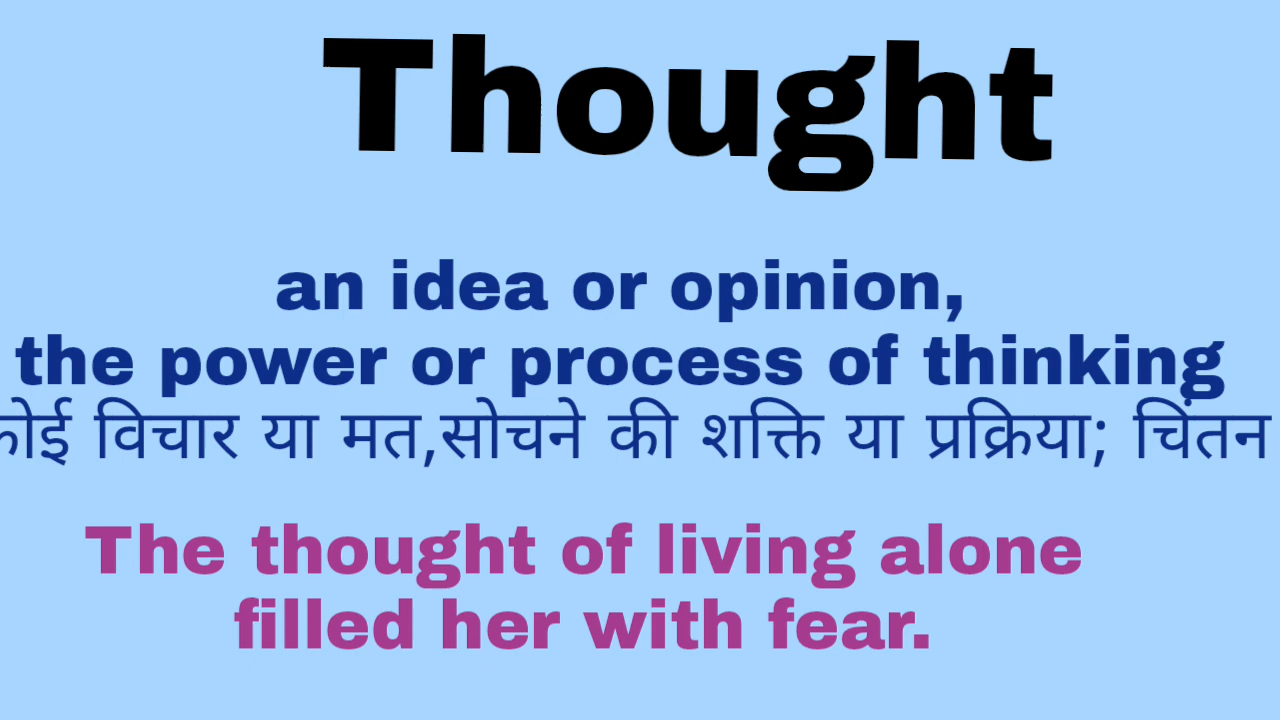 Thought
an idea or opinion,
the power or process of thinking
कोई विचार या मत,सोचने की शक्ति या प्रक्रिया; चिंतन
The thought of living alone
filled her with fear.